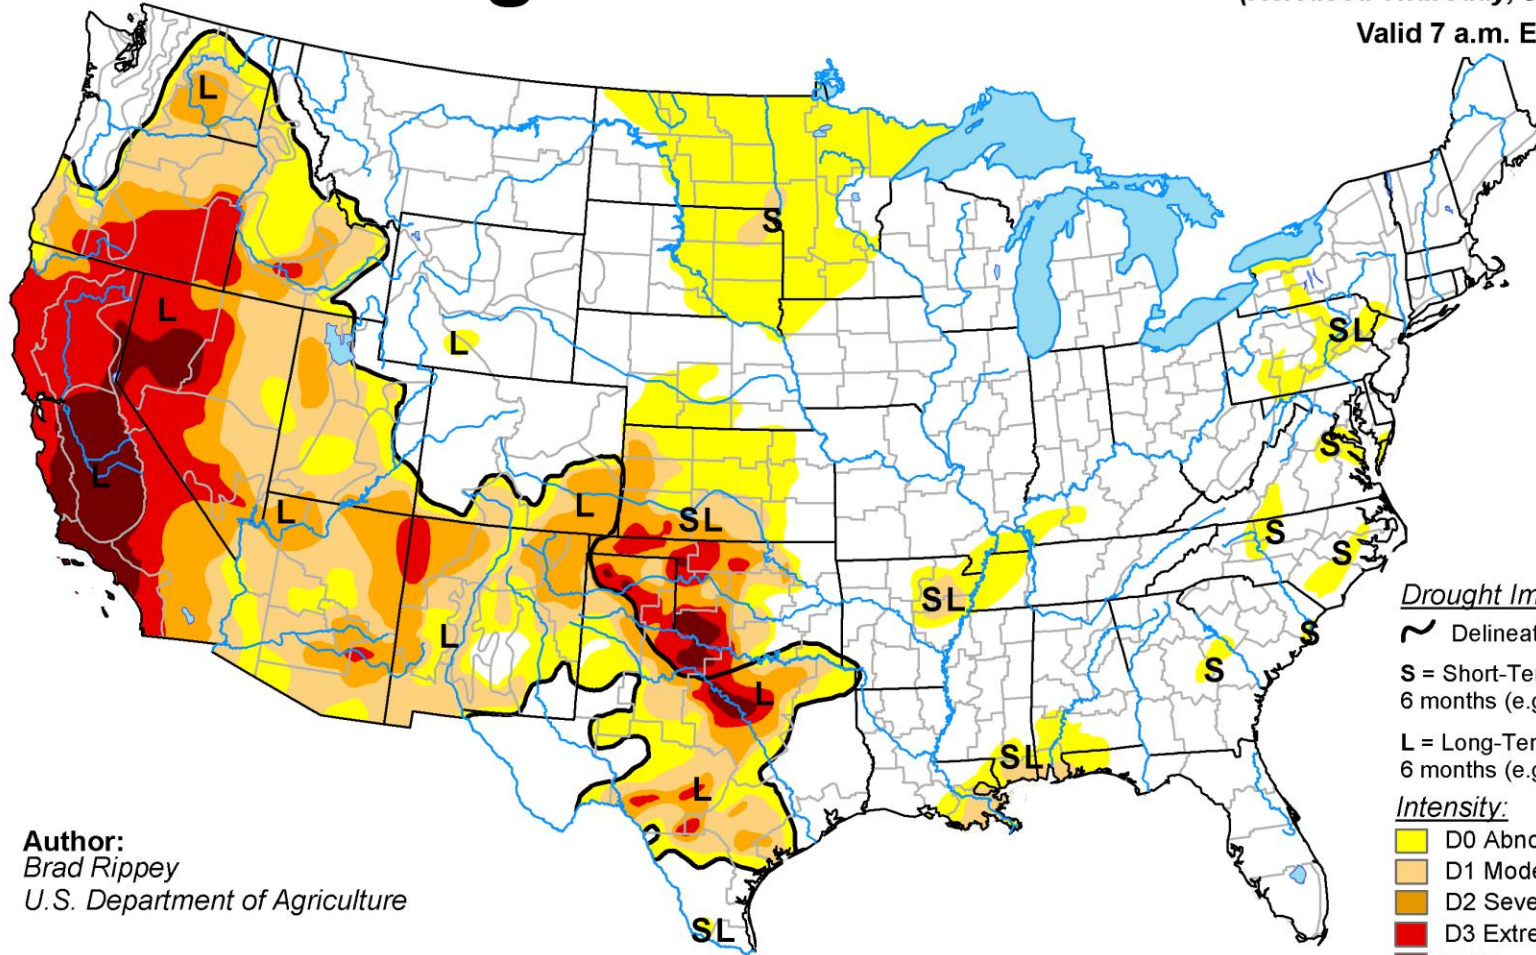 Valid 7 a.m. E
L
S
L
L
SL
S
L
L
L
SL
S
S
SL
L
S
S
L
SL
L
SL
Drought Im
Delineat
S = Short-Ter
6 months (e.g
L = Long-Ter
6 months (e.g
Intensity:
D0 Abno
D1 Mode
D2 Seve
D3 Extre
Author:
Brad Rippey
U.S. Department of Agriculture